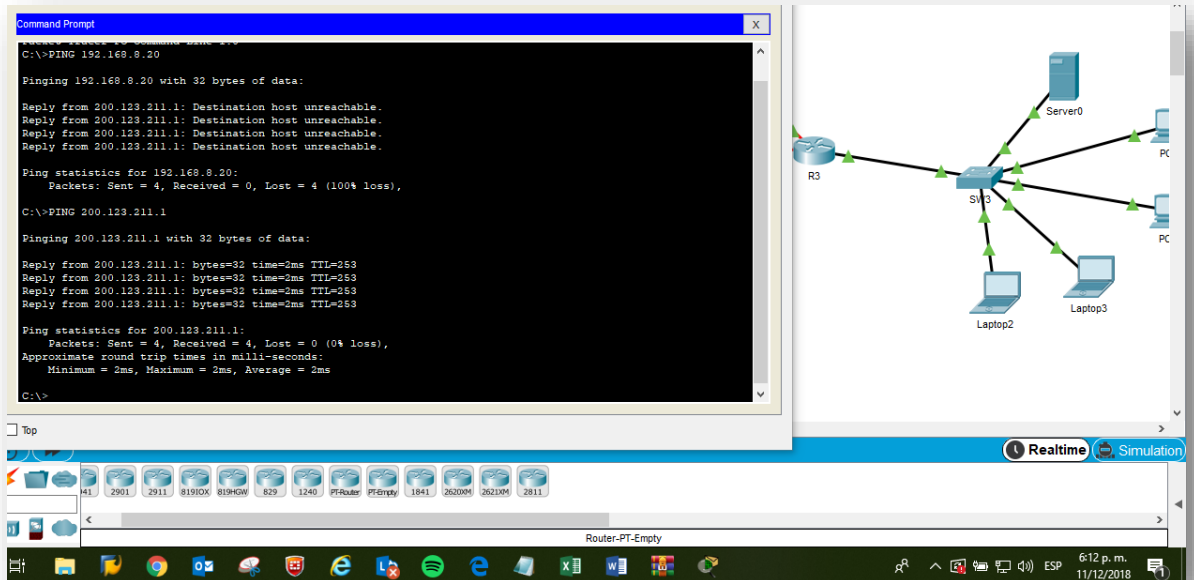 Command Prompt
X
C:\>PING 192.168.8.20
Pinging 192.168.8.20 with 32 bytes of data:
Reply from 200.123.211.1: Destination host unreachable.
Reply from 200.123.211.1: Destination host unreachable.
Reply from 200.123.211.1: Destination host unreachable.
Reply from 200.123.211.1: Destination host unreachable.
Ping statistics for 192.168.8.20:
Packets: Sent = 4, Received = 0, Lost = 4 (100% loss),
C:\>PING 200.123.211.1
Pinging 200.123.211.1 with 32 bytes of data:
Reply from 200.123.211.1: bytes=32 time=2ms TTL=253
Reply from 200.123.211.1: bytes=32 time=2ms TTL=253
Reply from 200.123.211.1: bytes=32 time=2ms TTL=253
Reply from 200.123.211.1: bytes=32 time=2ms TTL=253
Ping statistics for 200.123.211.1:
Packets: Sent = 4, Received = 4, Lost = 0 (0% loss),
Approximate round trip times in milli-seconds:
Minimum = 2ms, Maximum = 2ms, Average = 2ms
C:\>
Top
Server0
PC
R3
SW3
PC
Laptop3
Laptop2
Realtime
Simulation
941 2901 2911 819IOX 819HGW 829 1240 PT-Router PT-Empty 1841 2620XM 2621XM 2811
Router-PT-Empty
ESP
6:12 p. m.
11/12/2018